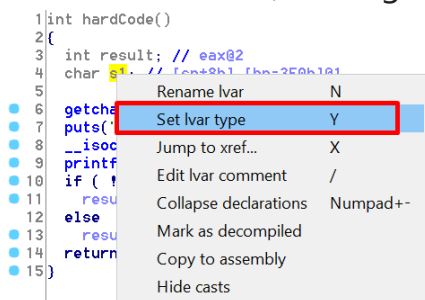 1 int hardCode()
2 {
3 int result; // eax@2
4 char s1; // [sp+8h] [bp-3F0h]@1
5 Rename lvar N
6 getcha Set lvar type Y
7 puts(" Jump to xref... X
8 __isoc Edit lvar comment /
9 printf Collapse declarations Numpad+-
10 if ( ! Mark as decompiled
11 resu Copy to assembly
12 else Hide casts
13 resu
14 return
15 }